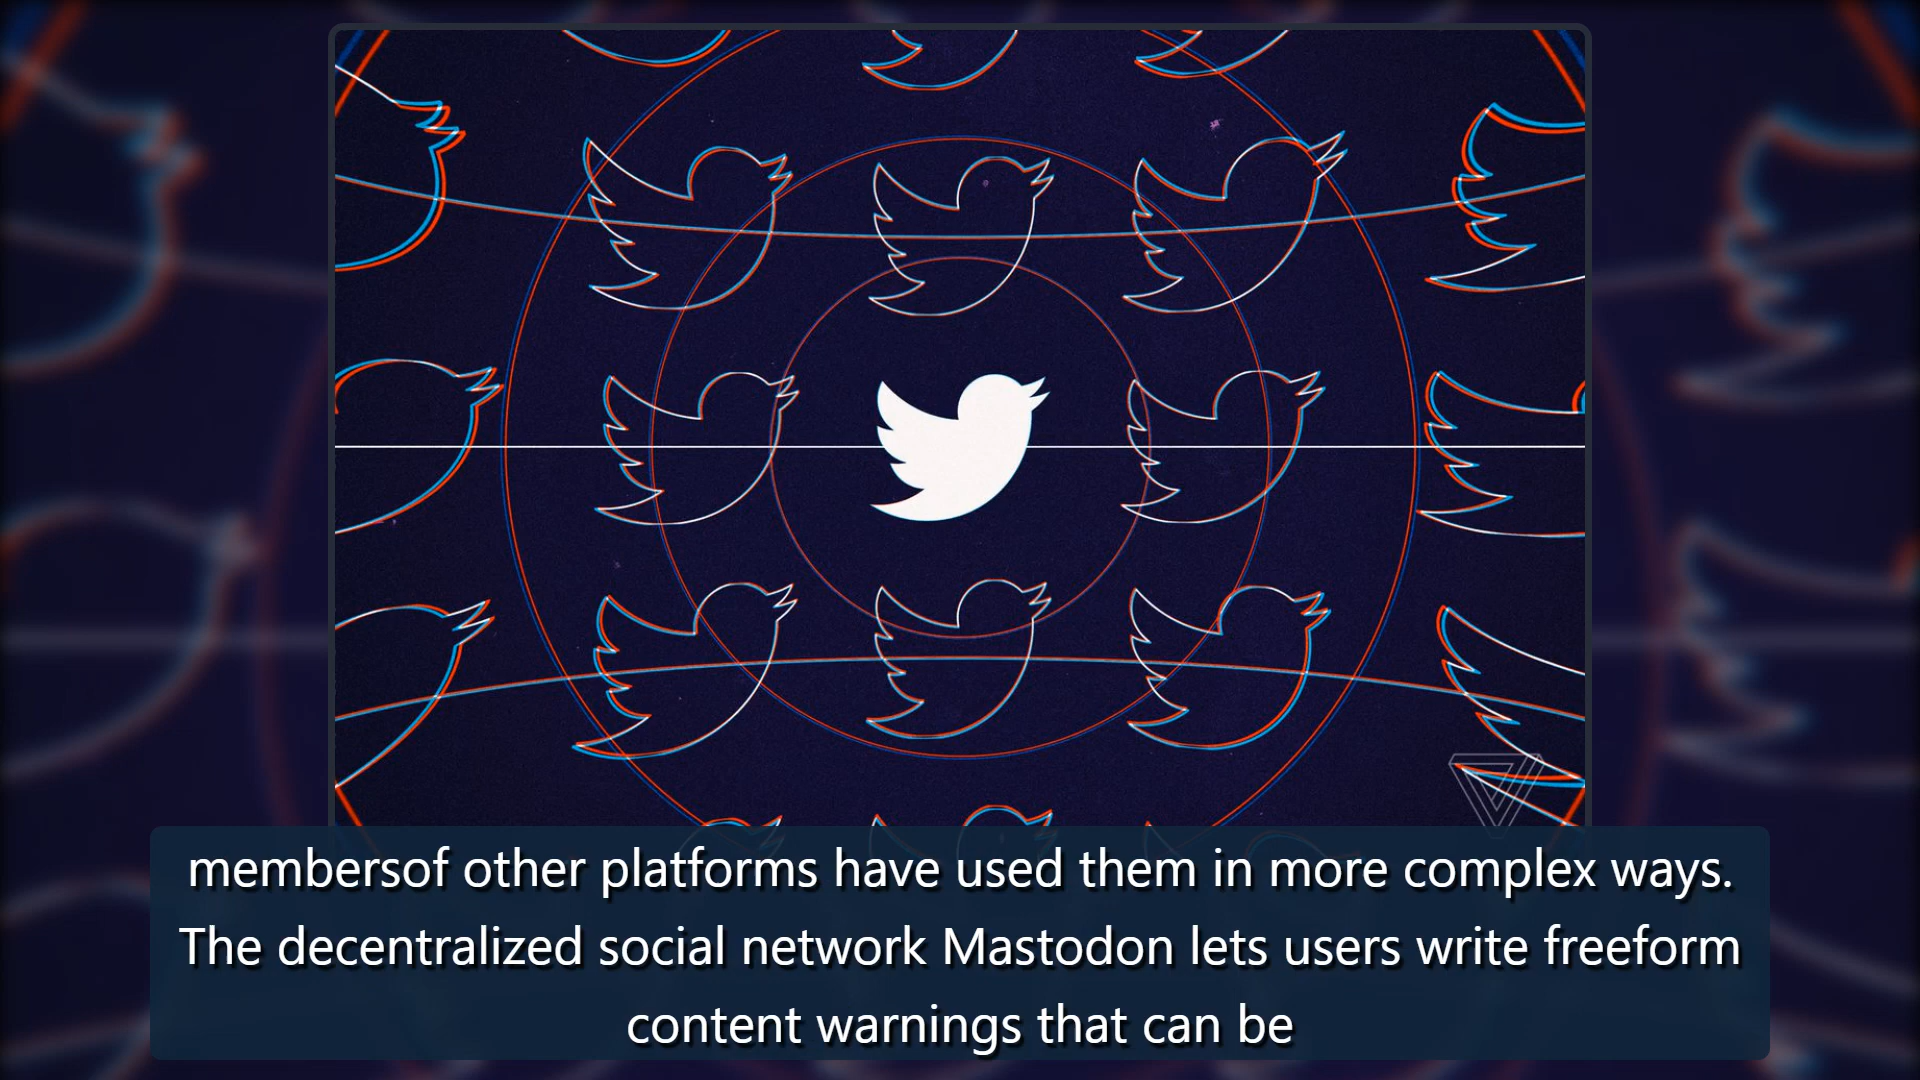 membersof other platforms have used them in more complex ways.
The decentralized social network Mastodon lets users write freeform
content warnings that can be